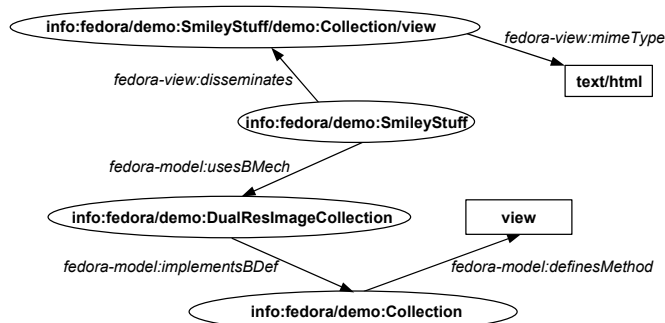 info:fedora/demo:SmileyStuff/demo:Collection/view
fedora-view:mimeType
text/html
fedora-view:disseminates
info:fedora/demo:SmileyStuff
fedora-model:usesBMech
info:fedora/demo:DualResImageCollection
view
fedora-model:implementsBDef
fedora-model:definesMethod
info:fedora/demo:Collection